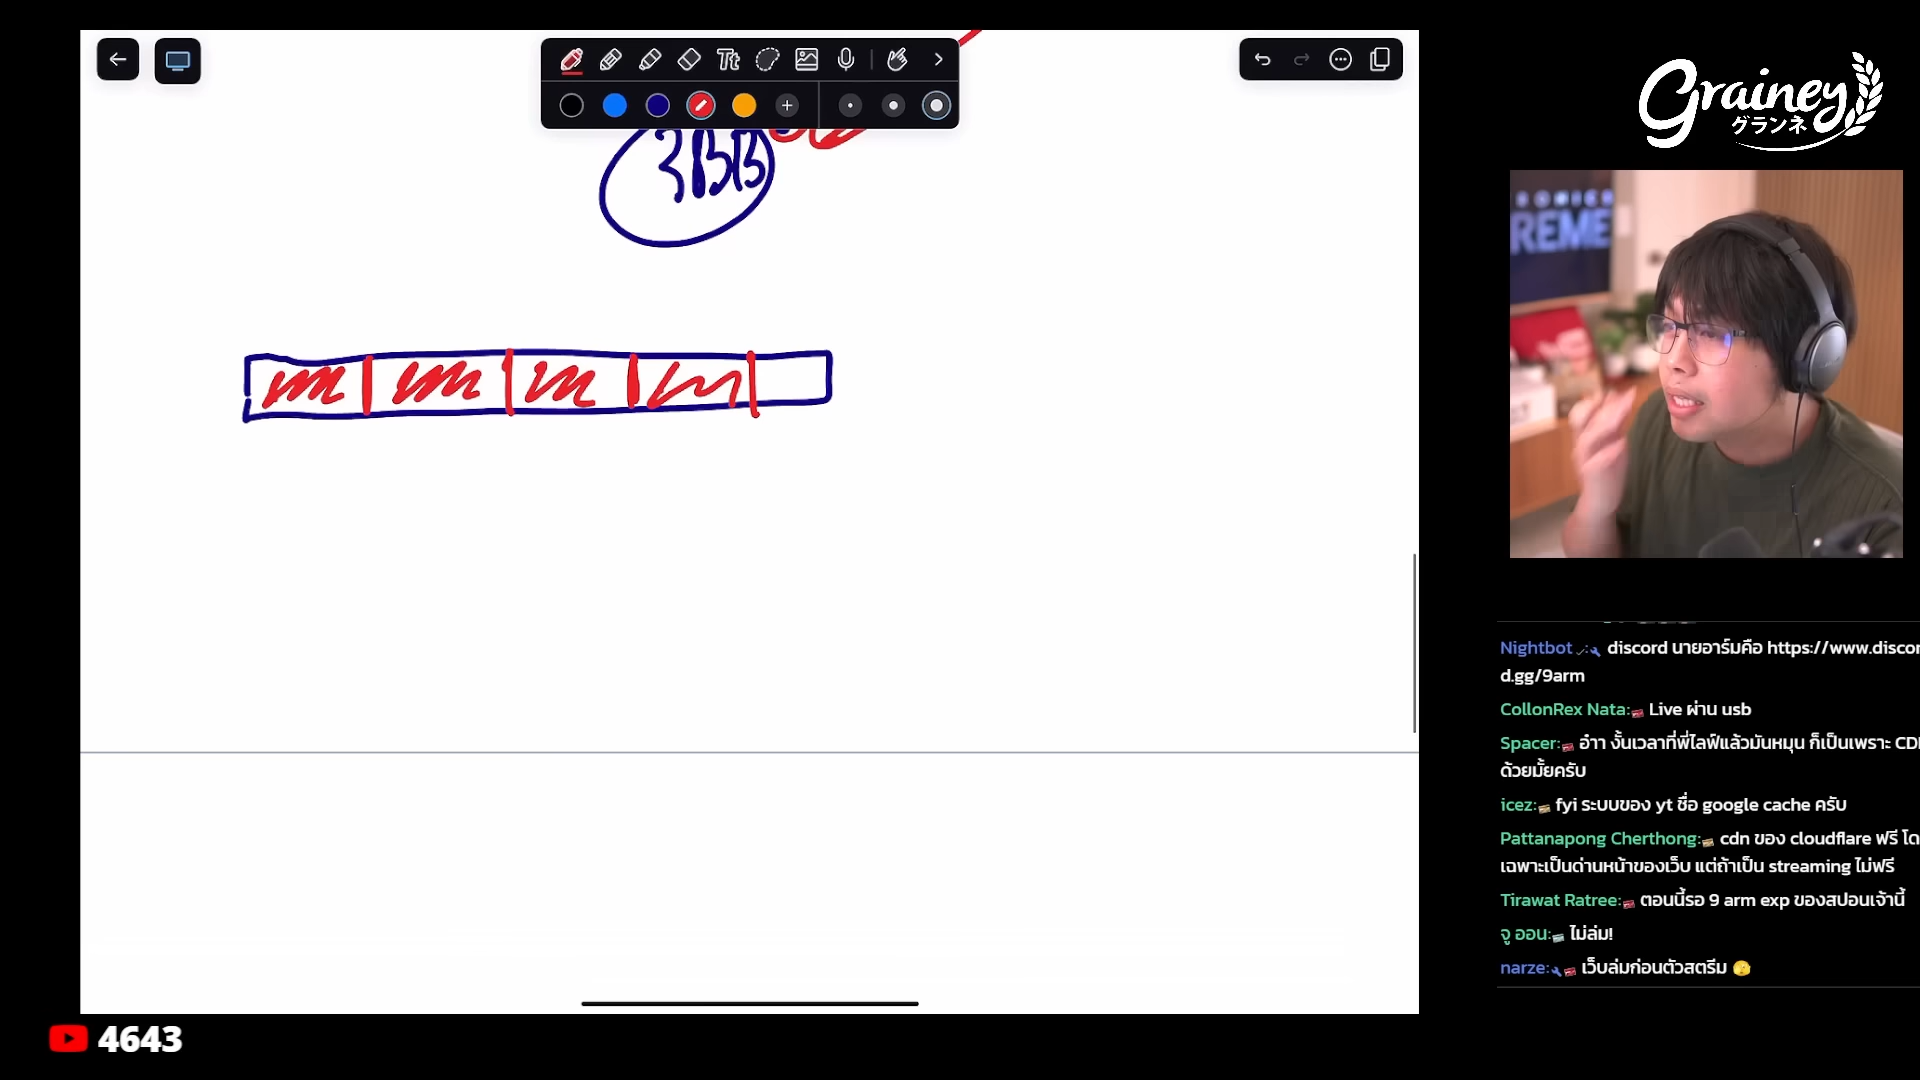 Tt
3BB
Grainey
グランネ
REME
Nightbot : discord นายอาร์มคือ https://www.discor
d.gg/9arm
CollonRex Nata: Live ผ่าน usb
Spacer: อ๋าา งั้นเวลาที่พี่ไลฟ์แล้วมันหมุน ก็เป็นเพราะ CDN
ด้วยมั้ยครับ
icez: fyi ระบบของ yt ชื่อ google cache ครับ
Pattanapong Cherthong: cdn ของ cloudflare ฟรี โด
เฉพาะเป็นด่านหน้าของเว็บ แต่ถ้าเป็น streaming ไม่ฟรี
Tirawat Ratree: ตอนนี้รอ 9 arm exp ของสปอนเจ้านี้
จู ออน: ไม่ล่ม!
narze: เว็บล่มก่อนตัวสตรีม 🫣
4643